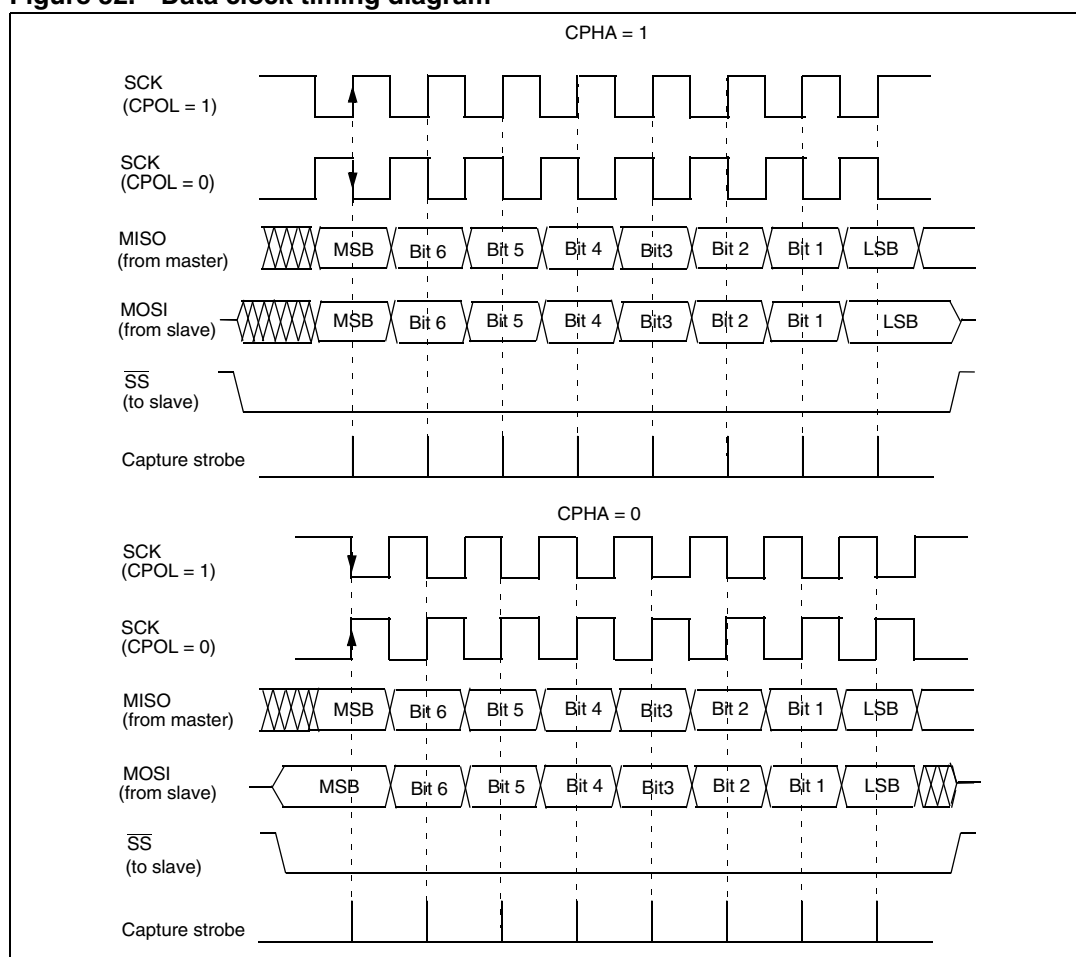 Figure 32. Data clock timing diagram
CPHA = 1
SCK
(CPOL = 1)
SCK
(CPOL = 0)
MISO
(from master)
MSB Bit 6 Bit 5 Bit 4 Bit3 Bit 2 Bit 1 LSB
MOSI
(from slave)
MSB Bit 6 Bit 5 Bit 4 Bit3 Bit 2 Bit 1 LSB
SS
(to slave)
Capture strobe
CPHA = 0
SCK
(CPOL = 1)
SCK
(CPOL = 0)
MISO
(from master)
MSB Bit 6 Bit 5 Bit 4 Bit3 Bit 2 Bit 1 LSB
MOSI
(from slave)
MSB Bit 6 Bit 5 Bit 4 Bit3 Bit 2 Bit 1 LSB
SS
(to slave)
Capture strobe